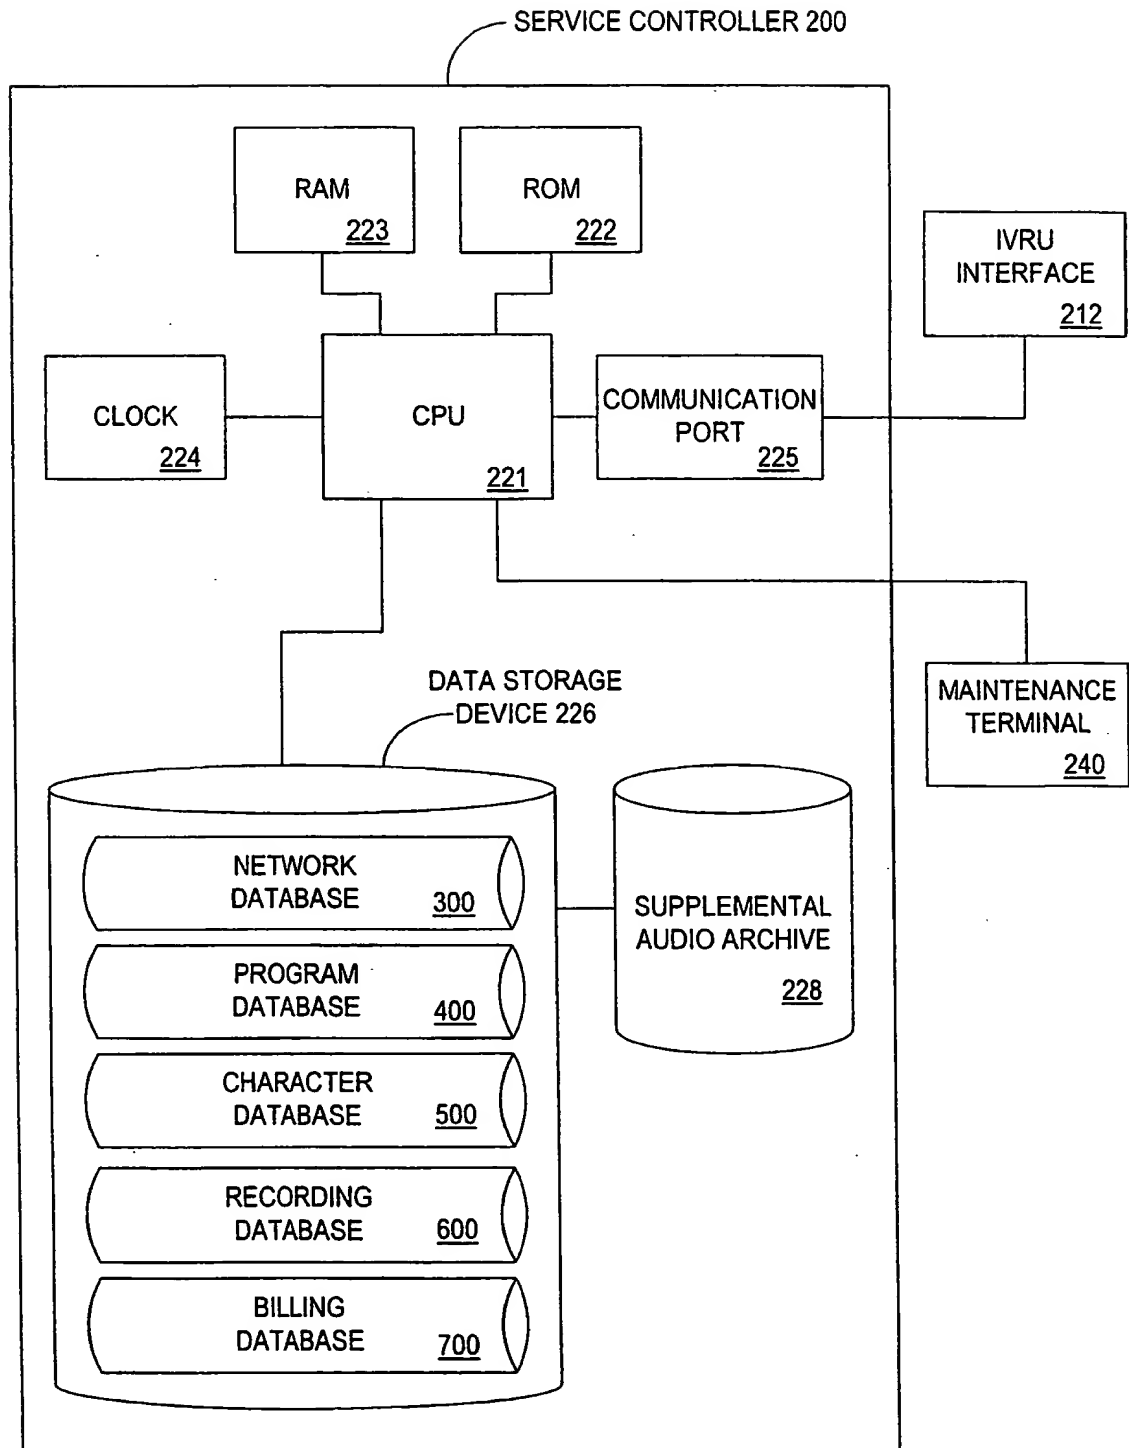 SERVICE CONTROLLER 200
RAM
223
ROM
222
IVRU
INTERFACE
212
CLOCK
224
CPU
221
COMMUNICATION
PORT
225
DATA STORAGE
DEVICE 226
MAINTENANCE
TERMINAL
240
NETWORK
DATABASE
300
PROGRAM
DATABASE
400
CHARACTER
DATABASE
500
RECORDING
DATABASE
600
BILLING
DATABASE
700
SUPPLEMENTAL
AUDIO ARCHIVE
228